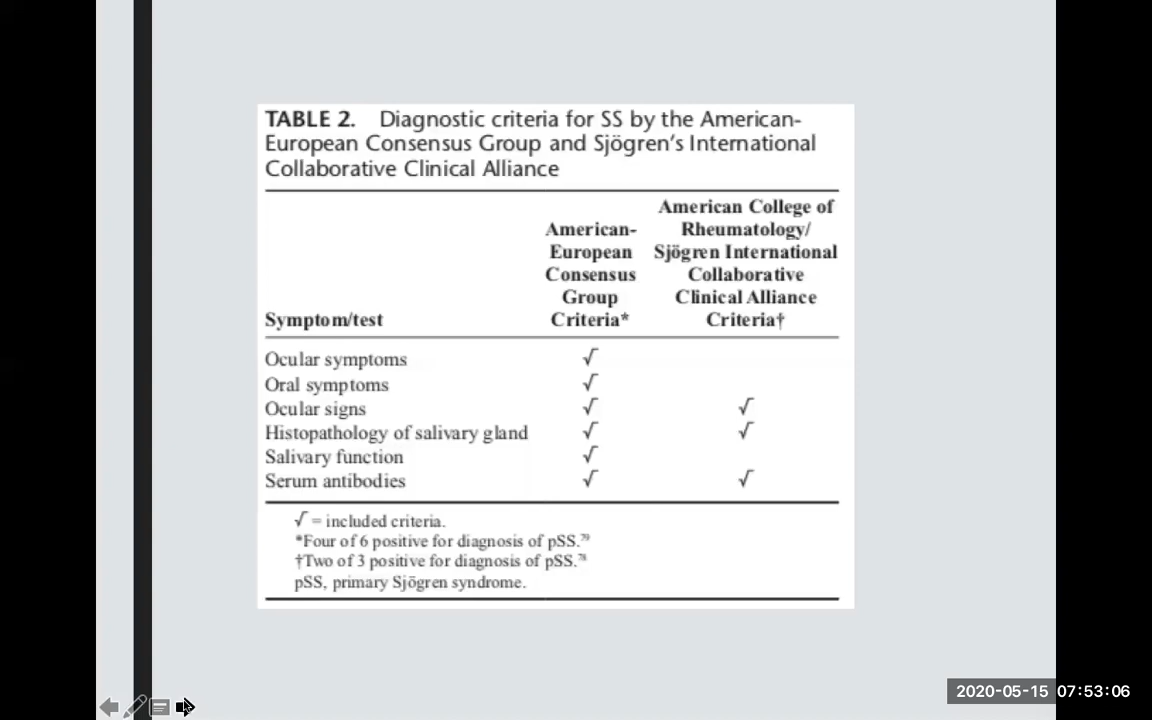 TABLE 2. Diagnostic criteria for SS by the American-
European Consensus Group and Sjögren's International
Collaborative Clinical Alliance
American-
European
Consensus
Group
Criteria*
American College of
Rheumatology/
Sjögren International
Collaborative
Clinical Alliance
Criteria†
Symptom/test
Ocular symptoms √
Oral symptoms √
Ocular signs √ √
Histopathology of salivary gland √ √
Salivary function √
Serum antibodies √ √
√ = included criteria.
*Four of 6 positive for diagnosis of pSS.
†Two of 3 positive for diagnosis of pSS.
pSS, primary Sjögren syndrome.
2020-05-15 07:53:06